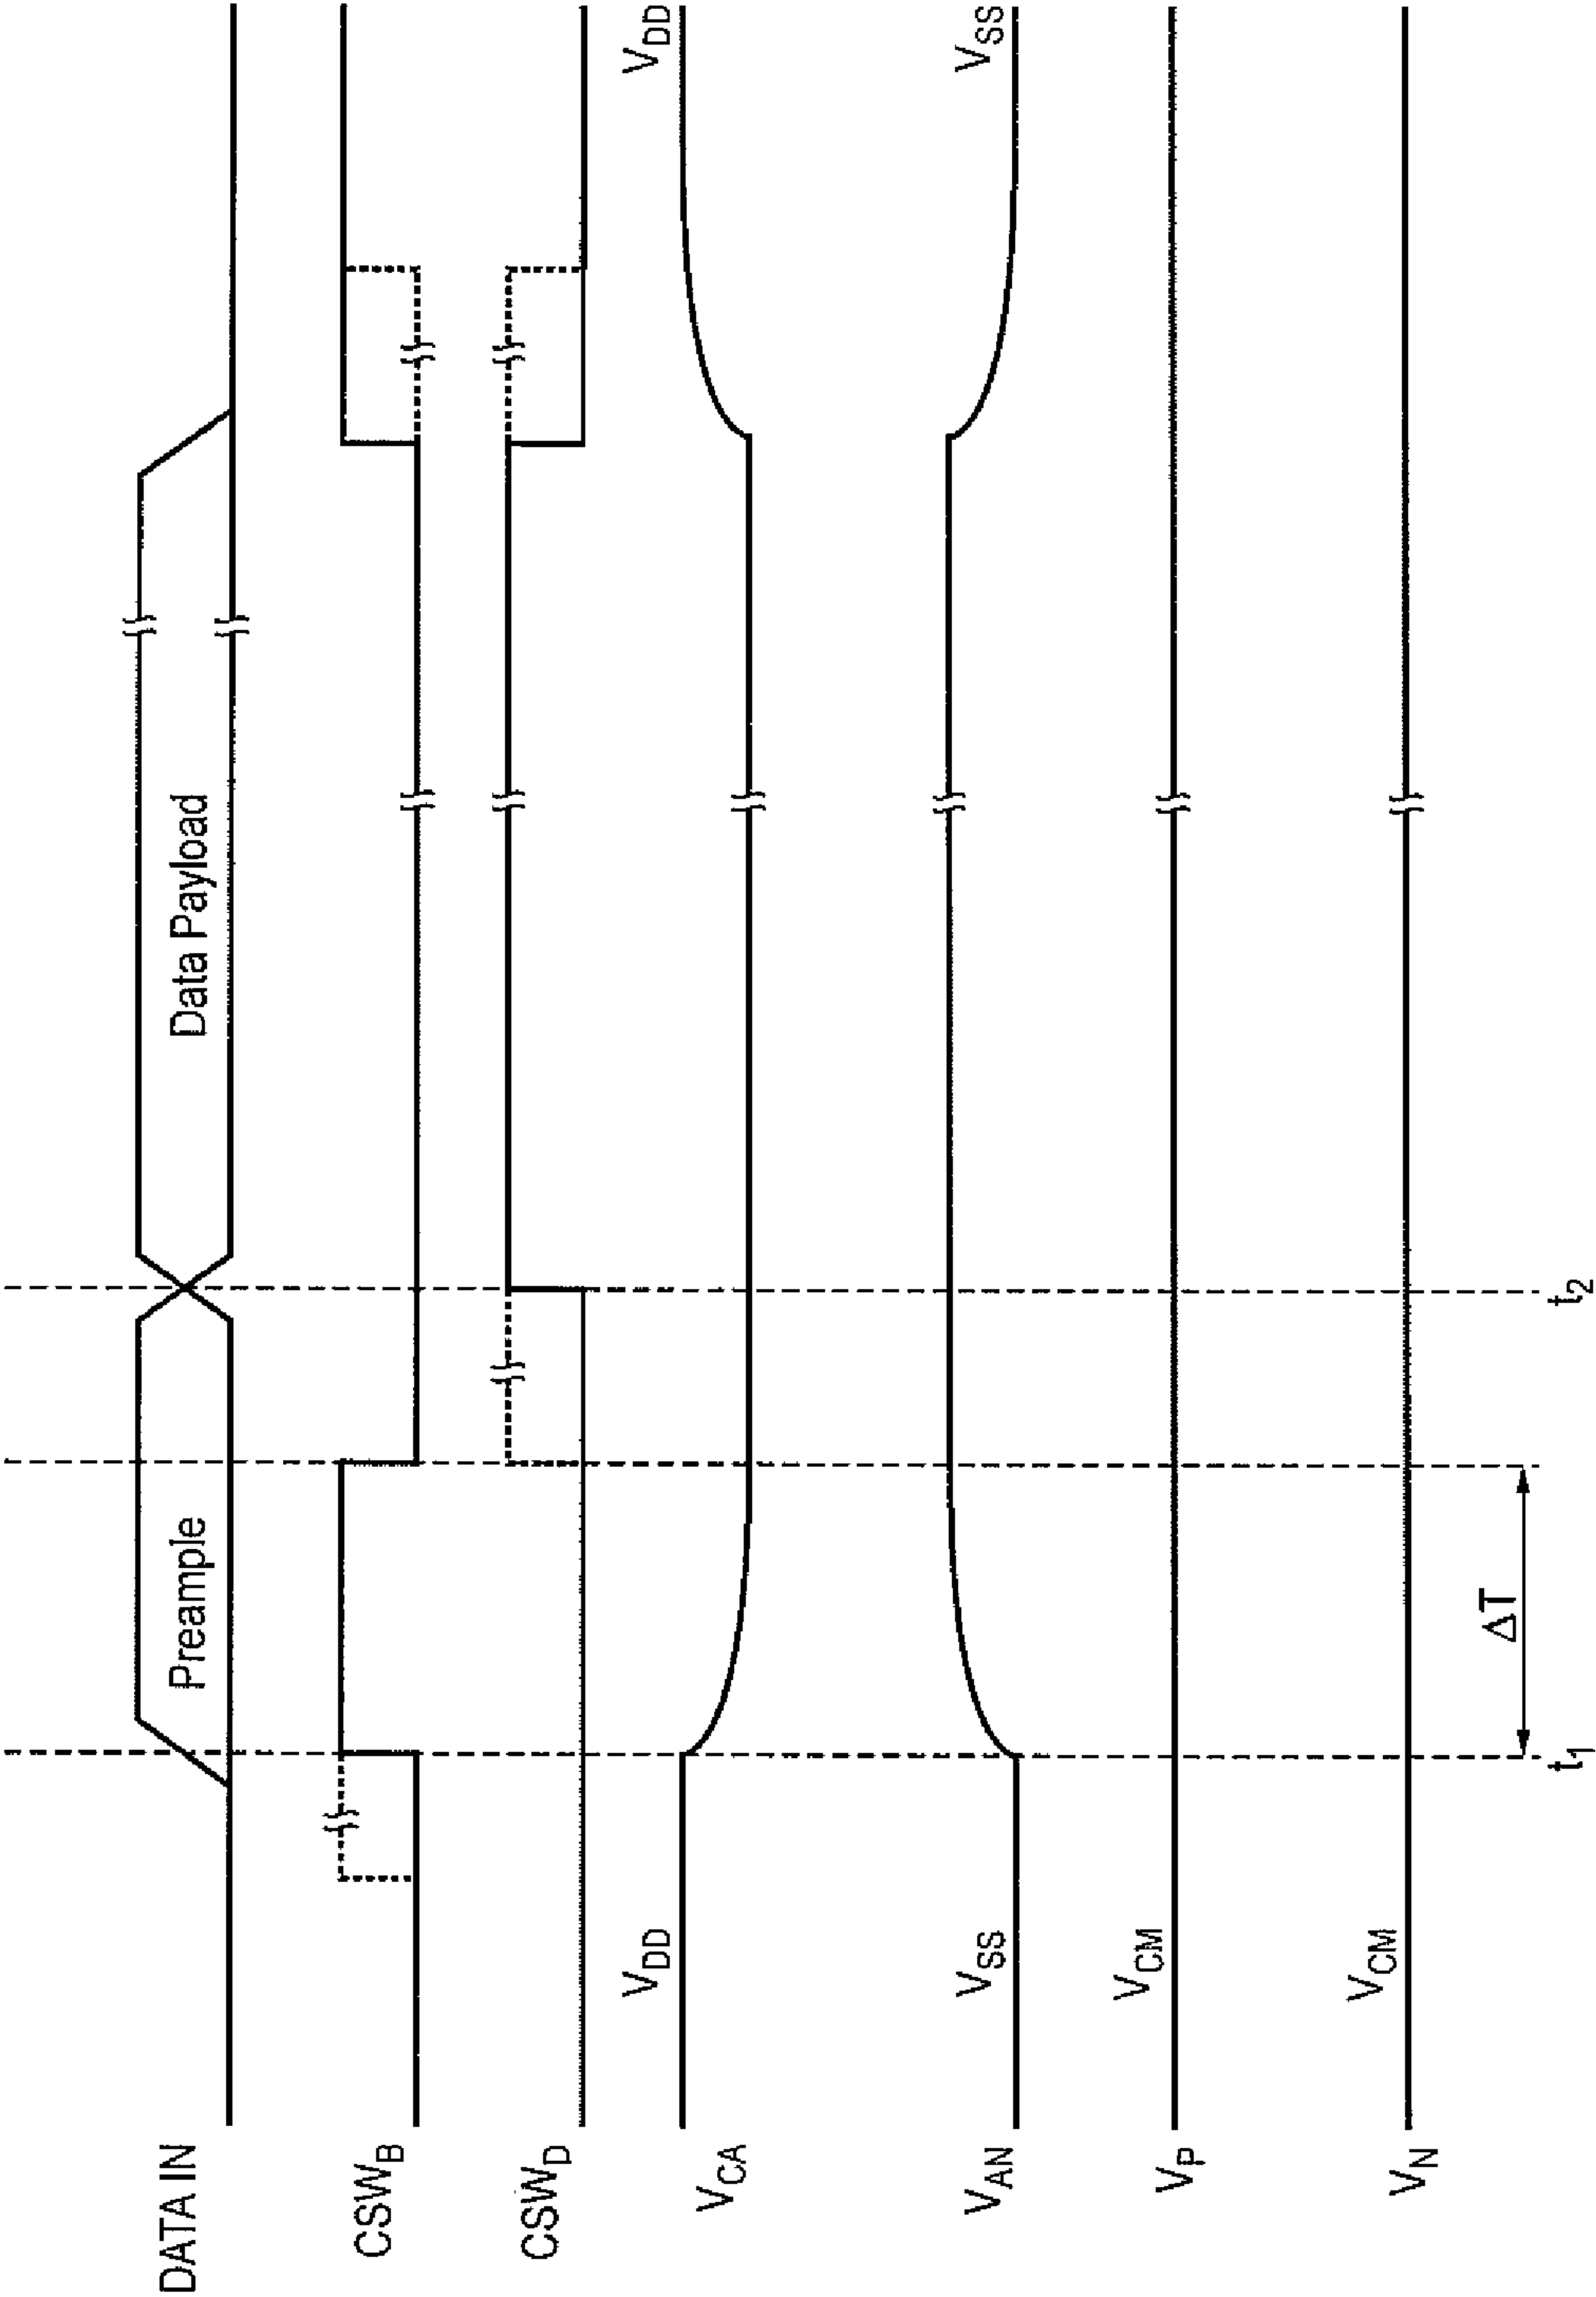 DATA IN
Preample
Data Payload
CSW_B
CSW_D
V_CA
V_DD
V_DD
V_AN
V_SS
V_SS
V_P
V_CM
V_N
V_CM
ΔT
t_1
t_2